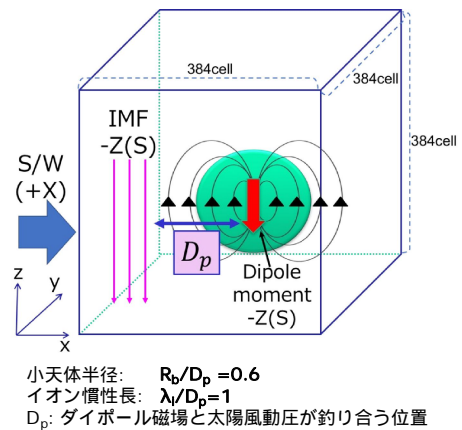 384cell
384cell
384cell
IMF
-Z(S)
S/W
(+X)
D_p
Dipole
moment
-Z(S)
z
y
x
小天体半径: R_b/D_p =0.6
イオン慣性長: λ_i/D_p=1
D_p: ダイポール磁場と太陽風動圧が釣り合う位置